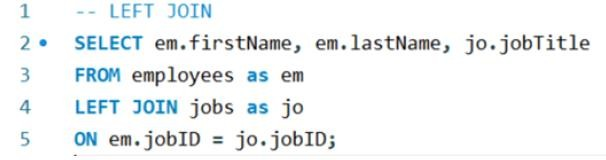 1 -- LEFT JOIN
2 • SELECT em.firstName, em.lastName, jo.jobTitle
3 FROM employees as em
4 LEFT JOIN jobs as jo
5 ON em.jobID = jo.jobID;